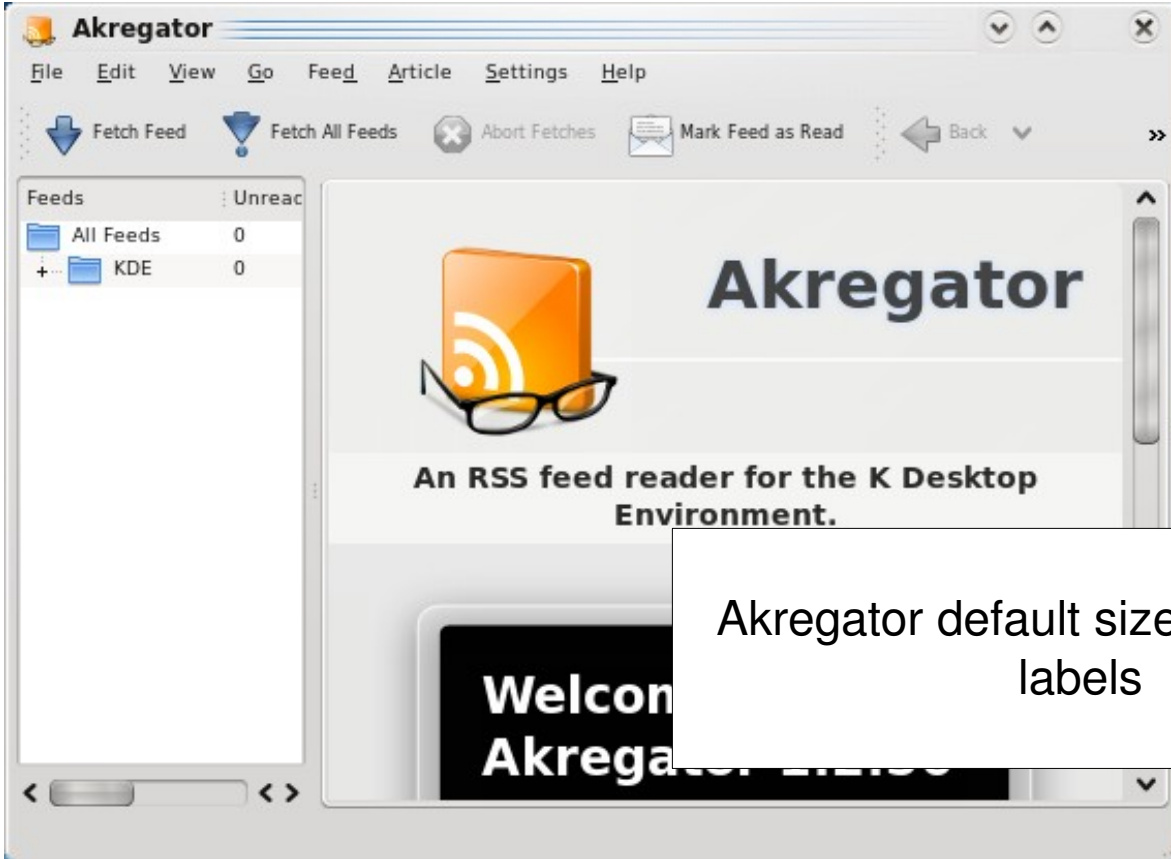 Akregator
File Edit View Go Feed Article Settings Help
Fetch Feed Fetch All Feeds Abort Fetches Mark Feed as Read Back »
Feeds Unreac
All Feeds 0
KDE 0
Akregator
An RSS feed reader for the K Desktop
Environment.
Akregator default size
labels
Welcom
Akregator